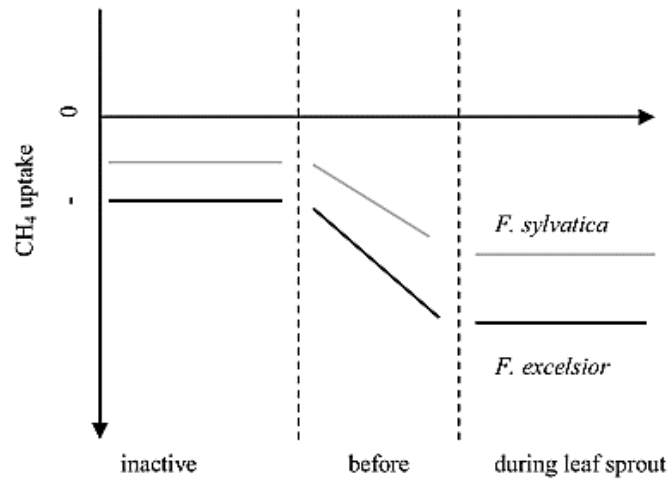 0
-
CH₄ uptake
F. sylvatica
F. excelsior
inactive
before
during leaf sprout